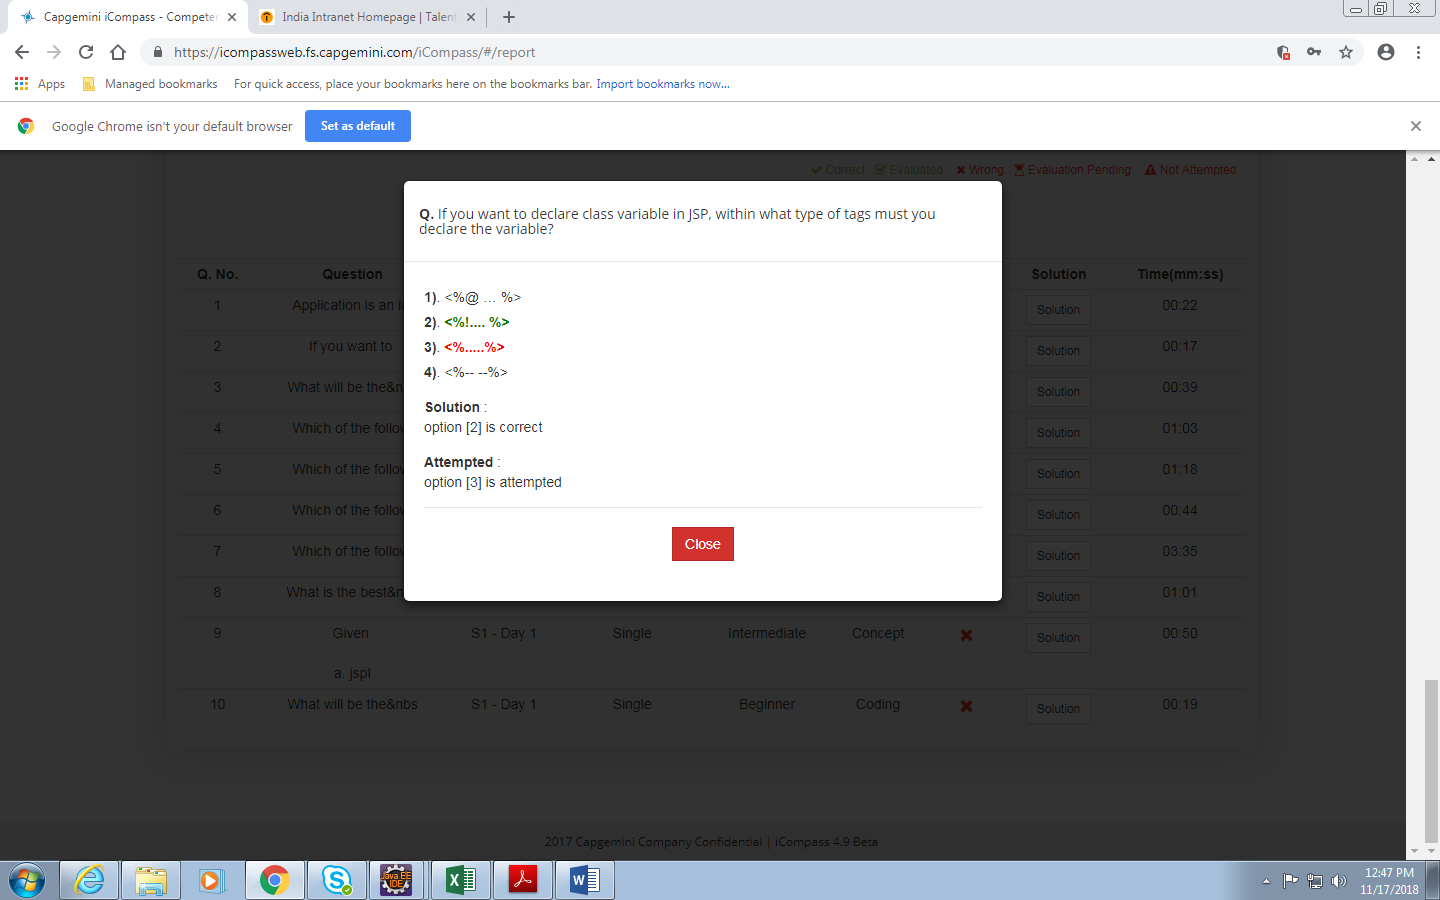 Capgemini iCompass - Competen
India Intranet Homepage | Talent
https://icompassweb.fs.capgemini.com/iCompass/#/report
Apps
Managed bookmarks
For quick access, place your bookmarks here on the bookmarks bar. Import bookmarks now...
Google Chrome isn't your default browser
Set as default
Correct Evaluated Wrong Evaluation Pending Not Attempted
Q. If you want to declare class variable in JSP, within what type of tags must you
declare the variable?
1). <%@ ... %>
2). <%!.... %>
3). <%.....%>
4). <%-- --%>
Solution :
option [2] is correct
Attempted :
option [3] is attempted
Close
Q. No. Question Solution Time(mm:ss)
1 Application is an i Solution 00:22
2 If you want to Solution 00:17
3 What will be the&n Solution 00:39
4 Which of the follow Solution 01:03
5 Which of the follow Solution 01:18
6 Which of the follow Solution 00:44
7 Which of the follow Solution 03:35
8 What is the best&n Solution 01:01
9 Given S1 - Day 1 Single Intermediate Concept Solution 00:50
a. jspl
10 What will be the&nbs S1 - Day 1 Single Beginner Coding Solution 00:19
2017 Capgemini Company Confidential | iCompass 4.9 Beta
Java EE
IDE
12:47 PM
11/17/2018